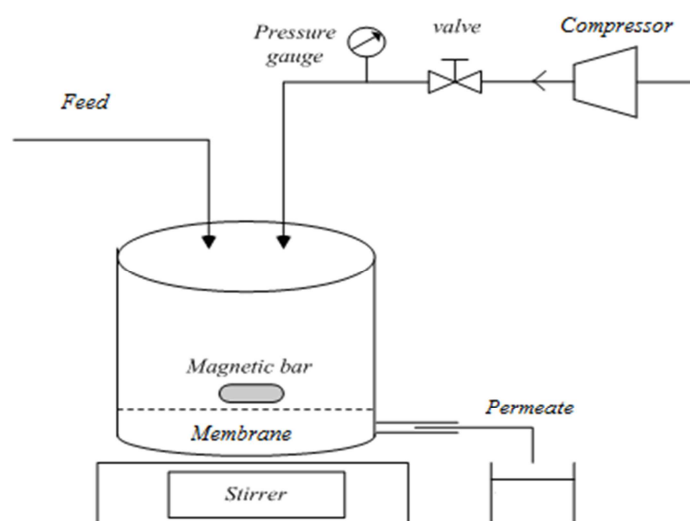 Pressure
gauge
valve
Compressor
Feed
Magnetic bar
Membrane
Permeate
Stirrer